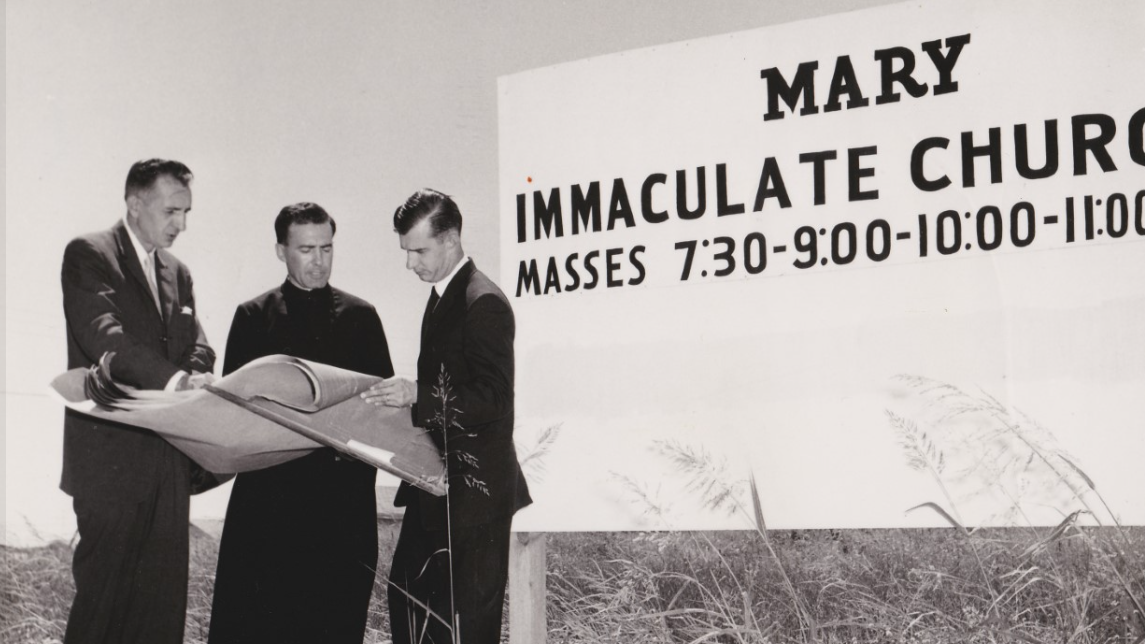 MARY
IMMACULATE CHURC
MASSES 7:30-9:00-10:00-11:00